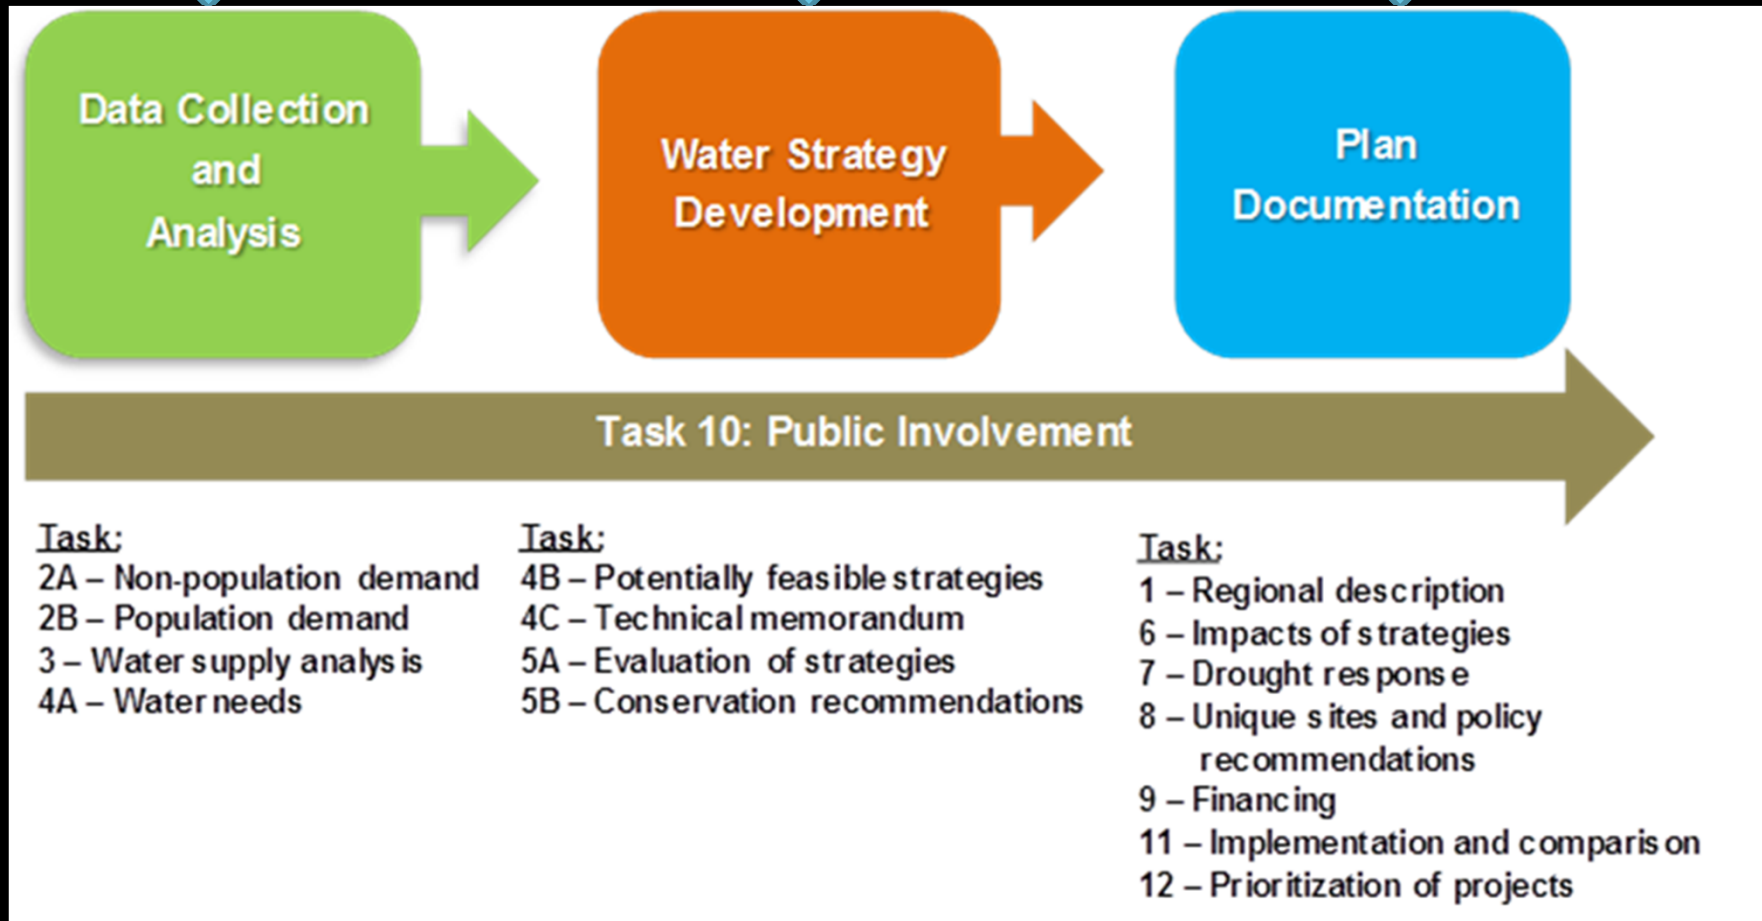 Data Collection
and
Analysis
Water Strategy
Development
Plan
Documentation
Task 10: Public Involvement
Task:
2A – Non-population demand
2B – Population demand
3 – Water supply analysis
4A – Water needs
Task:
4B – Potentially feasible strategies
4C – Technical memorandum
5A – Evaluation of strategies
5B – Conservation recommendations
Task:
1 – Regional description
6 – Impacts of strategies
7 – Drought response
8 – Unique sites and policy
recommendations
9 – Financing
11 – Implementation and comparison
12 – Prioritization of projects